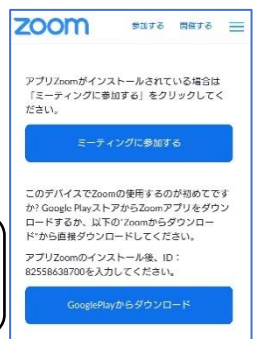 zoom 参加する 開催する
アプリZoomがインストールされている場合は
「ミーティングに参加する」をクリックしてく
ださい。
ミーティングに参加する
このデバイスでZoomの使用するのが初めてです
か? Google PlayストアからZoomアプリをダウン
ロードするか、以下の"Zoomからダウンロー
ド"から直接ダウンロードしてください。
アプリZoomのインストール後、ID：
82558638700を入力してください。
GooglePlayからダウンロード